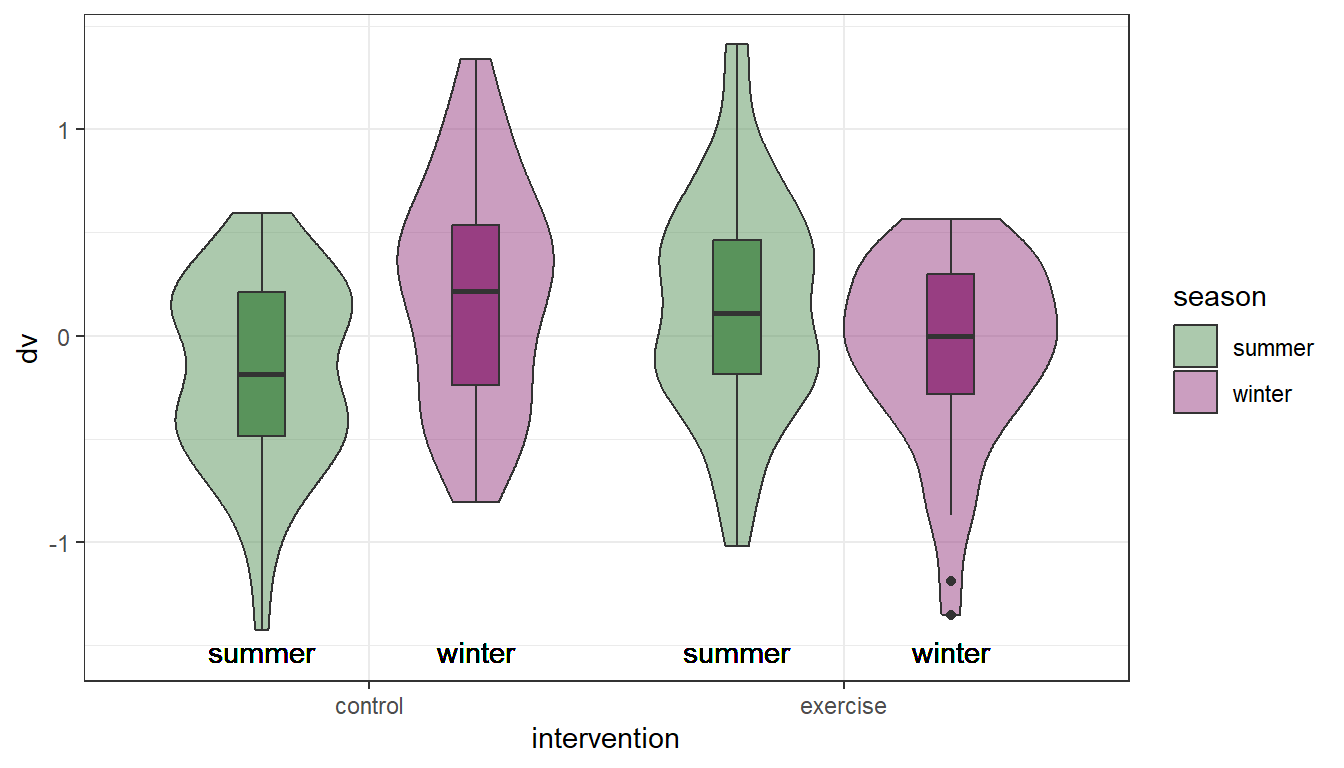 dv
1
0
-1
summer
winter
summer
winter
control
exercise
intervention
season
summer
winter